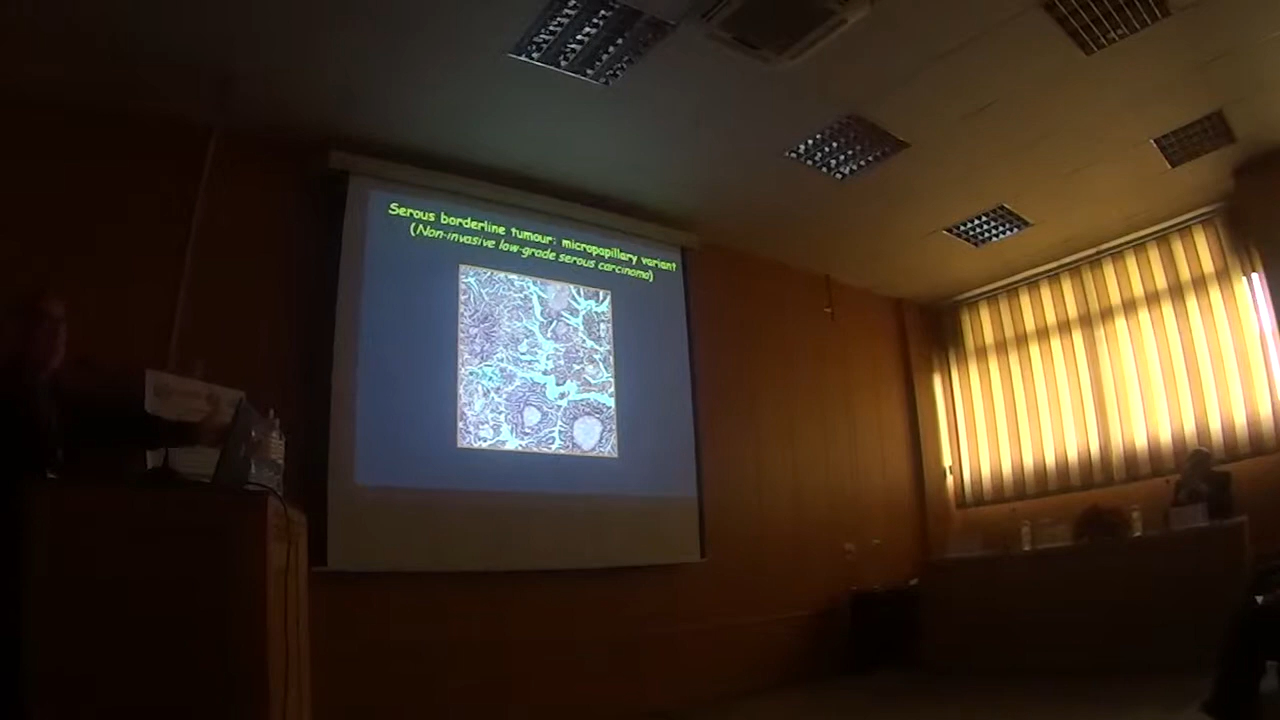 Serous borderline tumour: micropapillary variant
(Non-invasive low-grade serous carcinoma)